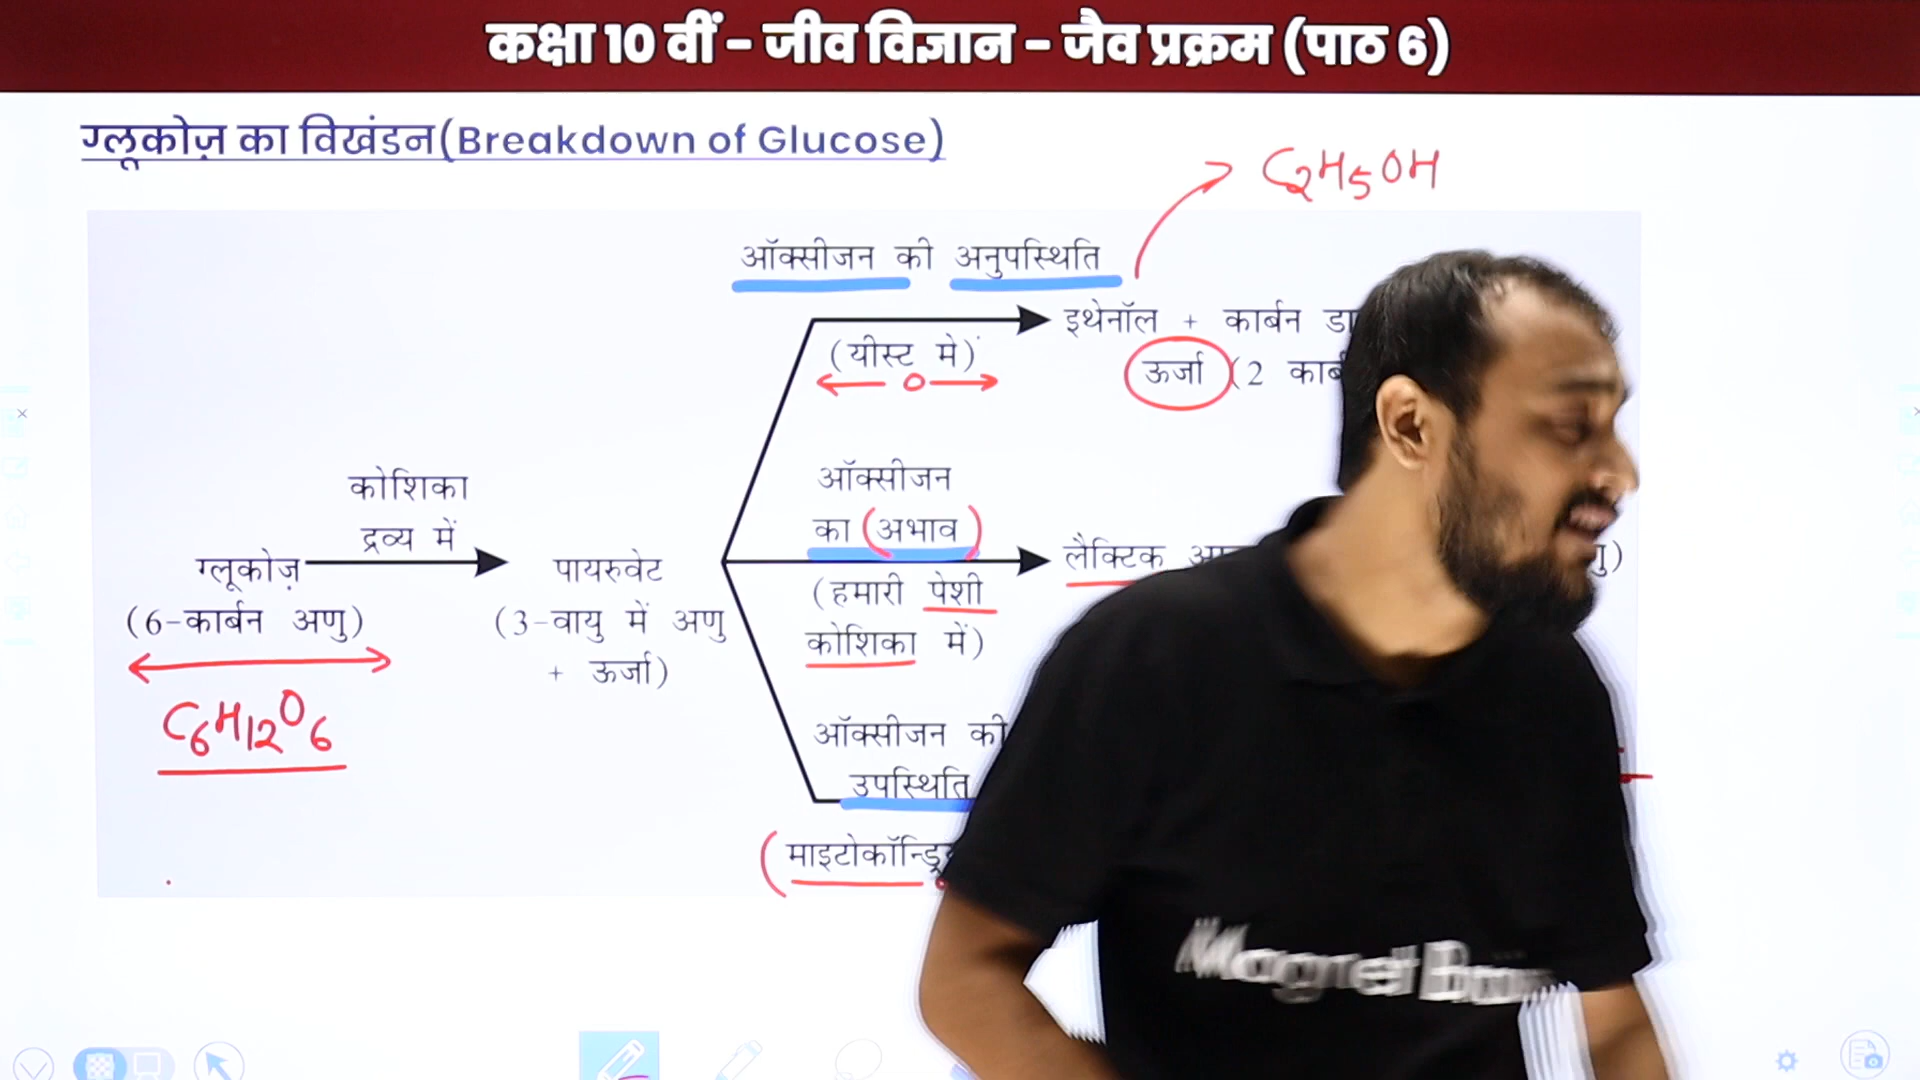 कक्षा 10 वीं - जीव विज्ञान - जैव प्रक्रम (पाठ 6)
ग्लूकोज़ का विखंडन(Breakdown of Glucose)
C2H5OH
ऑक्सीजन की अनुपस्थिति
इथेनॉल + कार्बन
(यीस्ट मे)
ऊर्जा (2
ऑक्सीजन
का (अभाव)
लैक्टिक
(हमारी पेशी
कोशिका में)
कोशिका
द्रव्य में
ग्लूकोज़
(6-कार्बन अणु)
C6H12O6
पायरुवेट
(3-वायु में अणु
+ ऊर्जा)
ऑक्सीजन की
उपस्थिति
Magnet